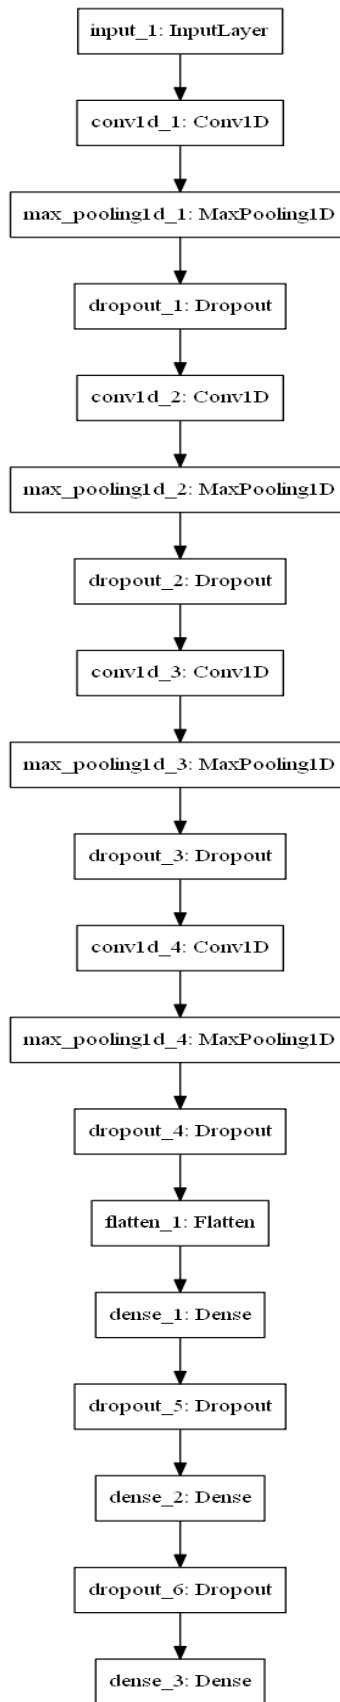 input_1: InputLayer
conv1d_1: Conv1D
max_pooling1d_1: MaxPooling1D
dropout_1: Dropout
conv1d_2: Conv1D
max_pooling1d_2: MaxPooling1D
dropout_2: Dropout
conv1d_3: Conv1D
max_pooling1d_3: MaxPooling1D
dropout_3: Dropout
conv1d_4: Conv1D
max_pooling1d_4: MaxPooling1D
dropout_4: Dropout
flatten_1: Flatten
dense_1: Dense
dropout_5: Dropout
dense_2: Dense
dropout_6: Dropout
dense_3: Dense